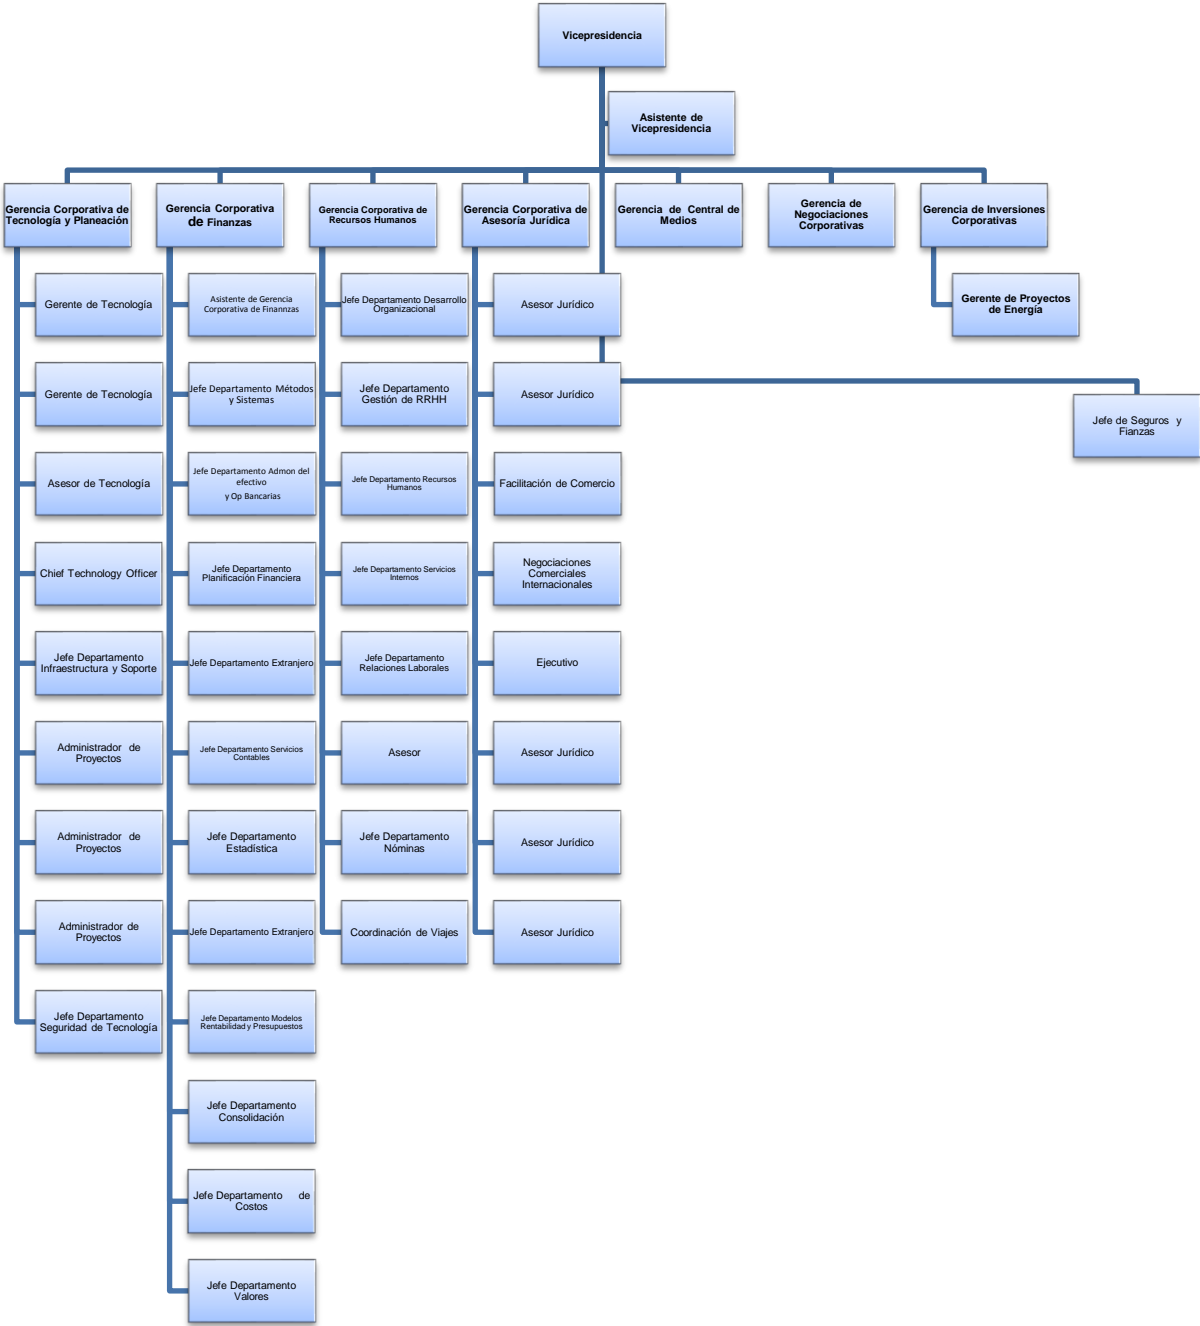 Vicepresidencia
Asistente de
Vicepresidencia
Gerencia Corporativa de
Tecnología y Planeación
Gerencia Corporativa
de Finanzas
Gerencia Corporativa de
Recursos Humanos
Gerencia Corporativa de
Asesoría Jurídica
Gerencia de Central de
Medios
Gerencia de
Negociaciones
Corporativas
Gerencia de Inversiones
Corporativas
Gerente de Tecnología
Gerente de Tecnología
Asesor de Tecnología
Chief Technology Officer
Jefe Departamento
Infraestructura y Soporte
Administrador de
Proyectos
Administrador de
Proyectos
Administrador de
Proyectos
Jefe Departamento
Seguridad de Tecnología
Asistente de Gerencia
Corporativa de Finannzas
Jefe Departamento Métodos
y Sistemas
Jefe Departamento Admon del
efectivo
y Op Bancarias
Jefe Departamento
Planificación Financiera
Jefe Departamento Extranjero
Jefe Departamento Servicios
Contables
Jefe Departamento
Estadística
Jefe Departamento Extranjero
Jefe Departamento Modelos
Rentabilidad y Presupuestos
Jefe Departamento
Consolidación
Jefe Departamento de
Costos
Jefe Departamento
Valores
Jefe Departamento Desarrollo
Organizacional
Jefe Departamento
Gestión de RRHH
Jefe Departamento Recursos
Humanos
Jefe Departamento Servicios
Internos
Jefe Departamento
Relaciones Laborales
Asesor
Jefe Departamento
Nóminas
Coordinación de Viajes
Asesor Jurídico
Asesor Jurídico
Facilitación de Comercio
Negociaciones
Comerciales
Internacionales
Ejecutivo
Asesor Jurídico
Asesor Jurídico
Asesor Jurídico
Gerente de Proyectos
de Energía
Jefe de Seguros y
Fianzas